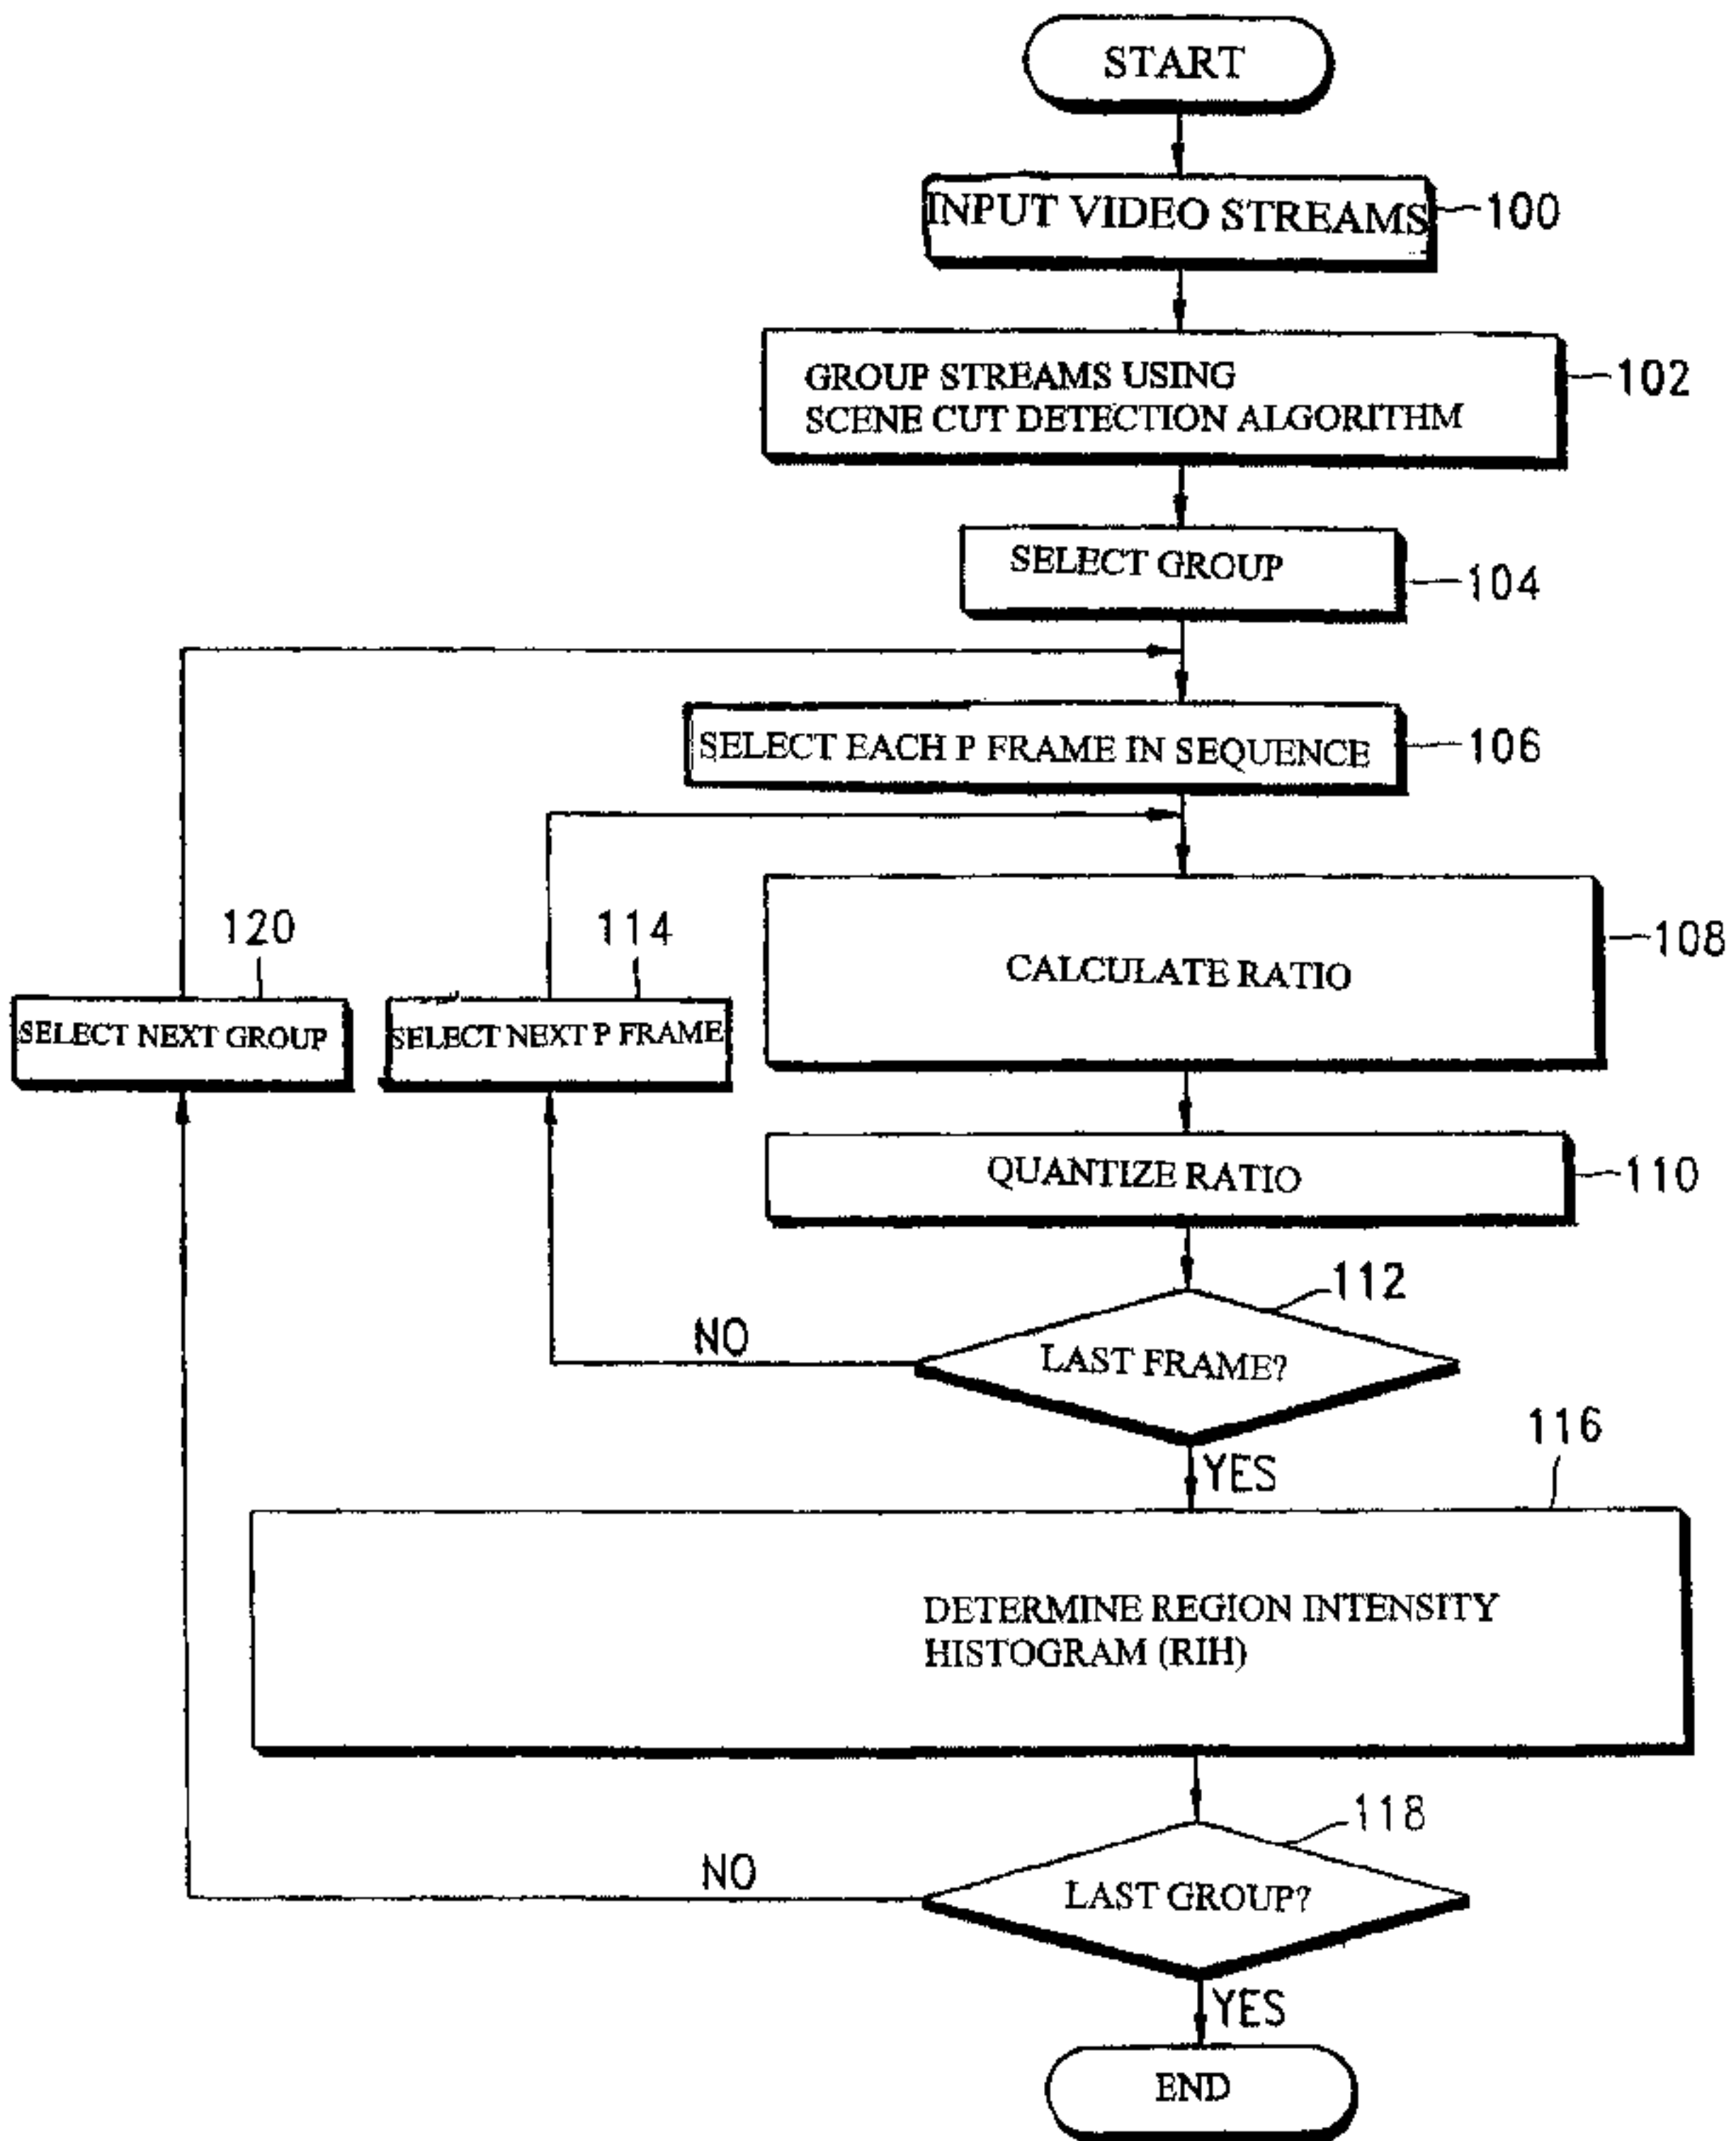 START
INPUT VIDEO STREAMS
100
GROUP STREAMS USING
SCENE CUT DETECTION ALGORITHM
102
SELECT GROUP
104
SELECT EACH P FRAME IN SEQUENCE
106
120
114
CALCULATE RATIO
108
SELECT NEXT GROUP
SELECT NEXT P FRAME
QUANTIZE RATIO
110
112
NO
LAST FRAME?
YES
116
DETERMINE REGION INTENSITY
HISTOGRAM (RIH)
118
NO
LAST GROUP?
YES
END